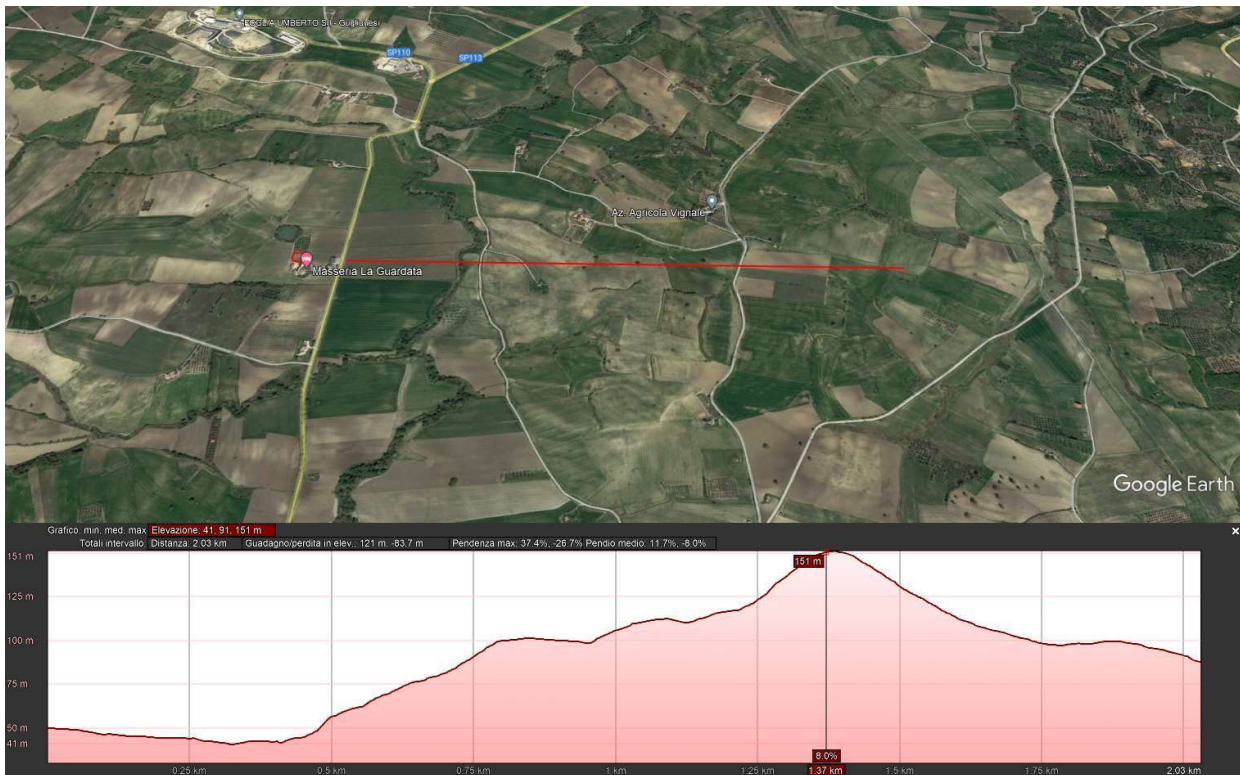 FOGLIA UMBERTO Srl - Guglionesi
SP110
SP113
Az. Agricola Vignale
Masseria La Guardata
Google Earth
Grafico: min. med. max Elevazione: 41, 91, 151 m
Totali intervallo: Distanza: 2.03 km Guadagno/perdita in elev.: 121 m, -83.7 m Pendenza max: 37.4%, -26.7% Pendio medio: 11.7%, -8.0%
151 m
151 m
125 m
100 m
75 m
50 m
41 m
8.0%
0.25 km 0.5 km 0.75 km 1 km 1.25 km 1.37 km 1.5 km 1.75 km 2.03 km